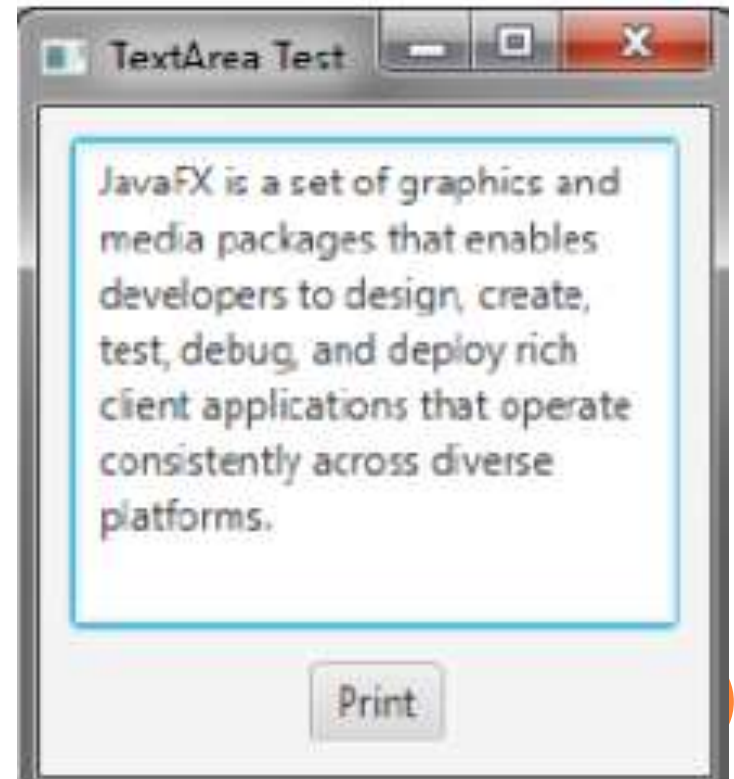 TextArea Test
JavaFX is a set of graphics and
media packages that enables
developers to design, create,
test, debug, and deploy rich
client applications that operate
consistently across diverse
platforms.
Print